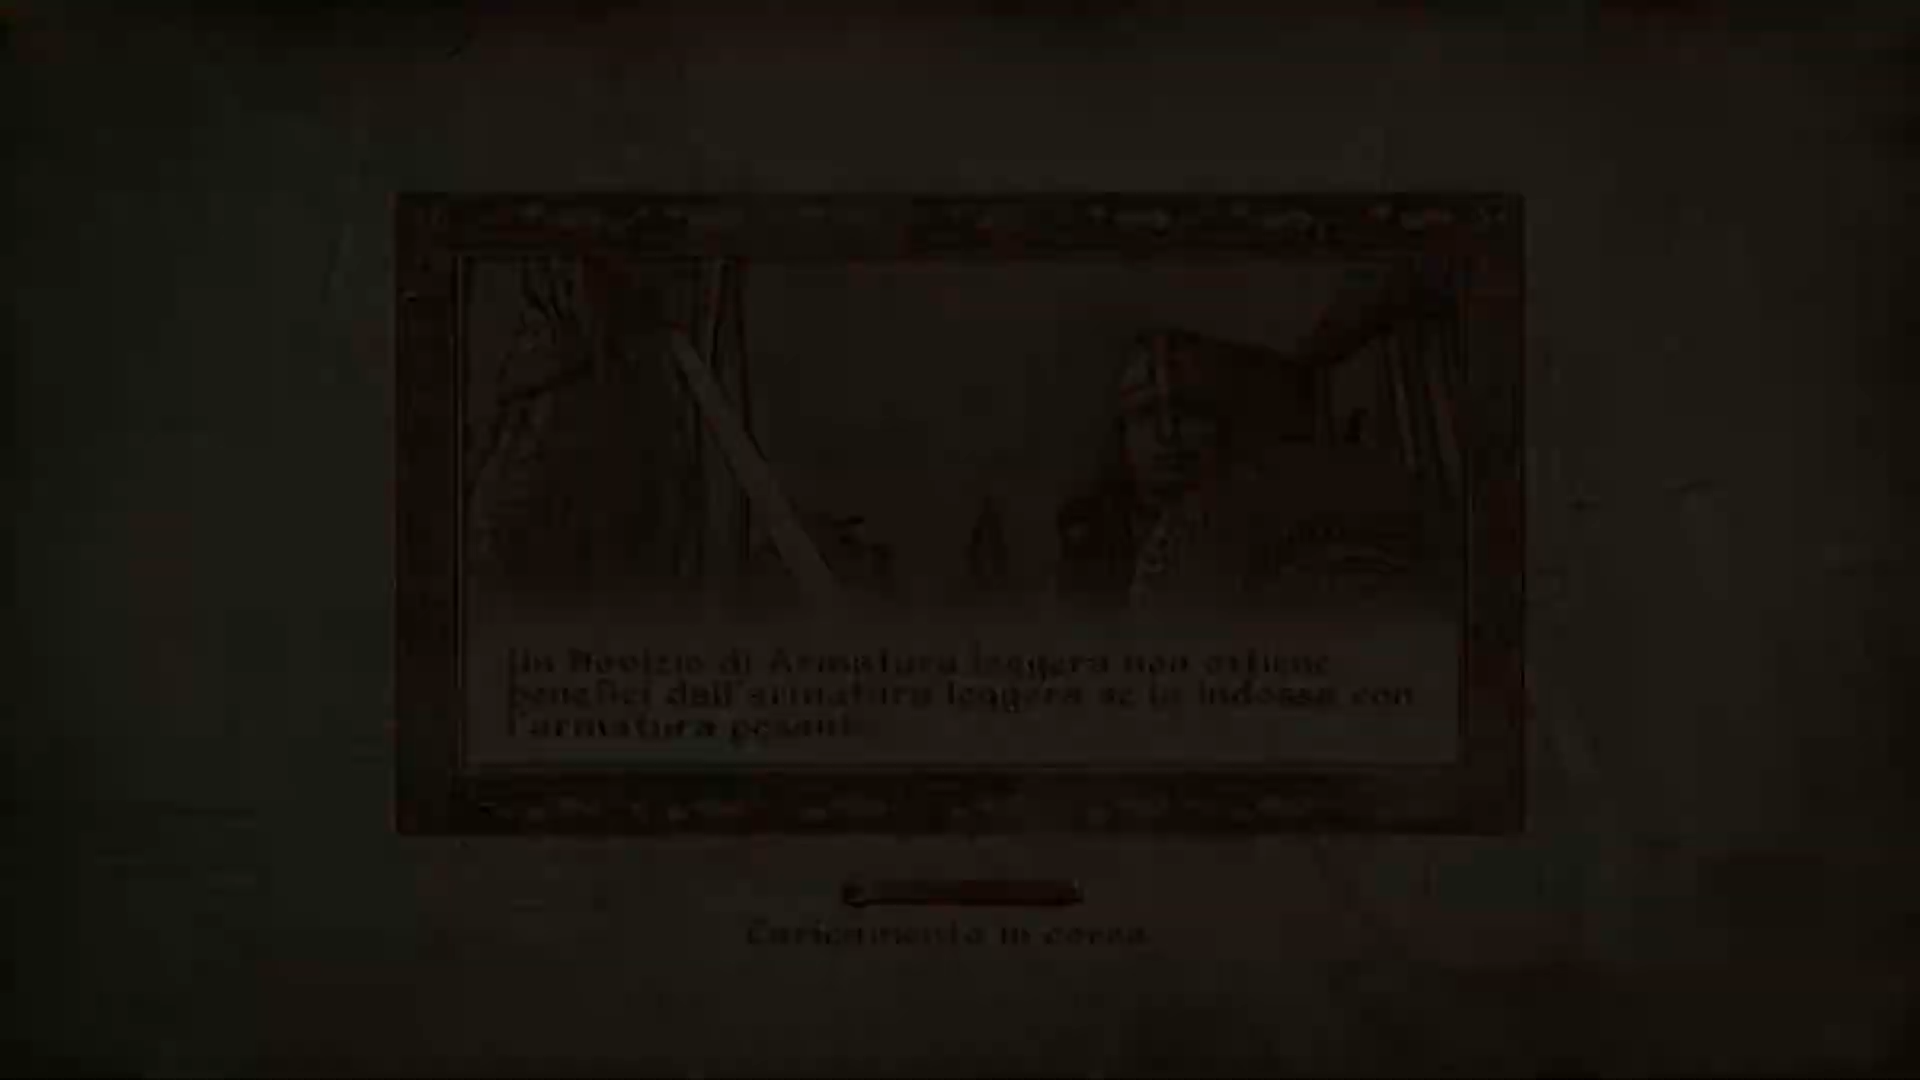 Un Novizio di Armatura leggera non ottiene
benefici dall'armatura leggera se la indossa con
l'armatura pesante.
Caricamento in corso